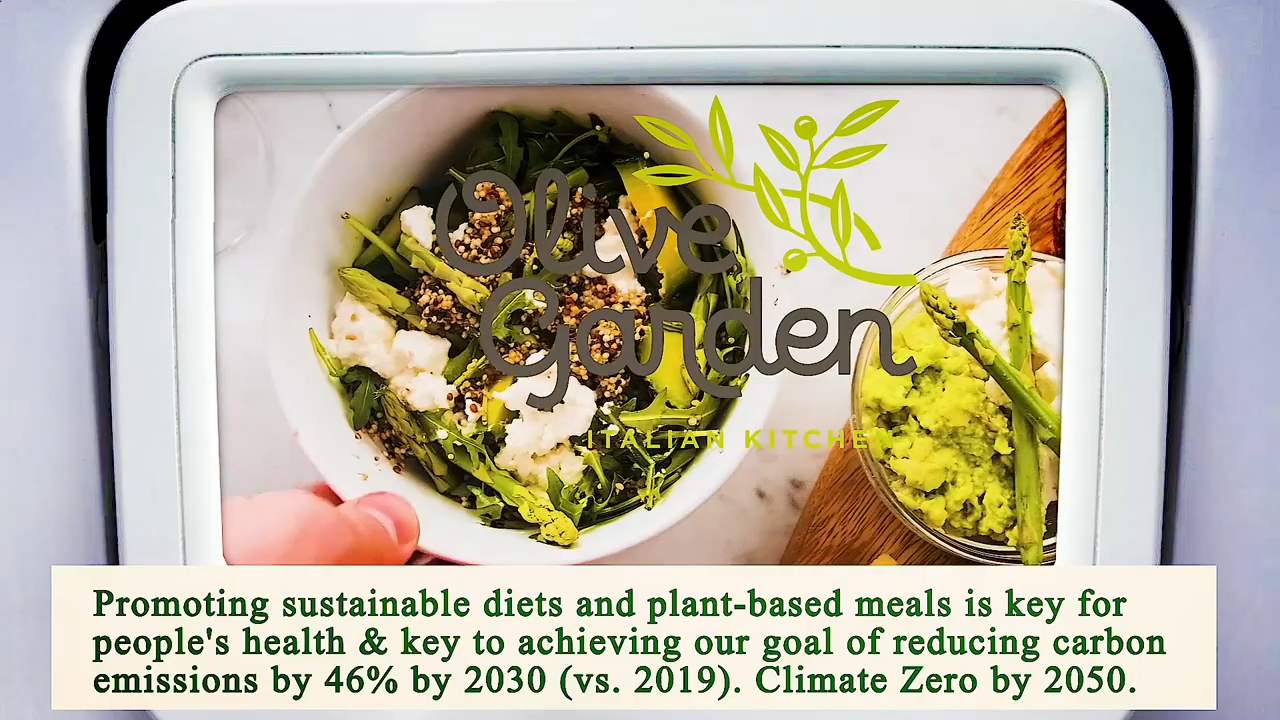 Olive
Garden
ITALIAN KITCHEN
Promoting sustainable diets and plant-based meals is key for
people's health & key to achieving our goal of reducing carbon
emissions by 46% by 2030 (vs. 2019). Climate Zero by 2050.